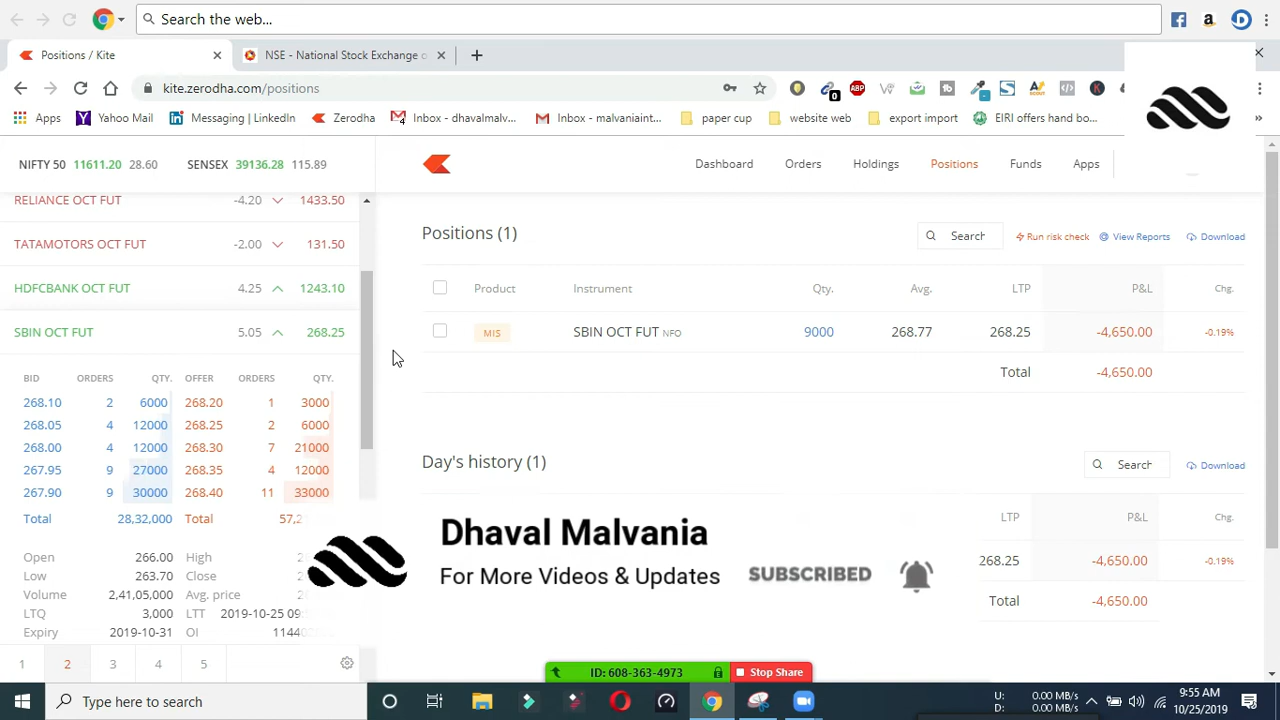 Search the web...
Positions / Kite
NSE - National Stock Exchange o
kite.zerodha.com/positions
Apps Yahoo Mail Messaging | LinkedIn Zerodha Inbox - dhavalmalv... Inbox - malvaniaint... paper cup website web export import EIRI offers hand bo... »
NIFTY 50 11611.20 28.60 SENSEX 39136.28 115.89
Dashboard Orders Holdings Positions Funds Apps
RELIANCE OCT FUT -4.20 1433.50
TATAMOTORS OCT FUT -2.00 131.50
HDFCBANK OCT FUT 4.25 1243.10
SBIN OCT FUT 5.05 268.25
BID ORDERS QTY. OFFER ORDERS QTY.
268.10 2 6000 268.20 1 3000
268.05 4 12000 268.25 2 6000
268.00 4 12000 268.30 7 21000
267.95 9 27000 268.35 4 12000
267.90 9 30000 268.40 11 33000
Total 28,32,000 Total
Open 266.00 High
Low 263.70 Close
Volume 2,41,05,000 Avg. price
LTQ 3,000 LTT 2019-10-25
Expiry 2019-10-31 OI
1 2 3 4 5
Positions (1)
Search Run risk check View Reports Download
Product Instrument Qty. Avg. LTP P&L Chg.
MIS SBIN OCT FUT NFO 9000 268.77 268.25 -4,650.00 -0.19%
Total -4,650.00
Day's history (1)
Search Download
LTP P&L Chg.
268.25 -4,650.00 -0.19%
Total -4,650.00
Dhaval Malvania
For More Videos & Updates
SUBSCRIBED
ID: 608-363-4973 Stop Share
Type here to search
U: 0.00 MB/s
D: 0.00 MB/s
9:55 AM
10/25/2019